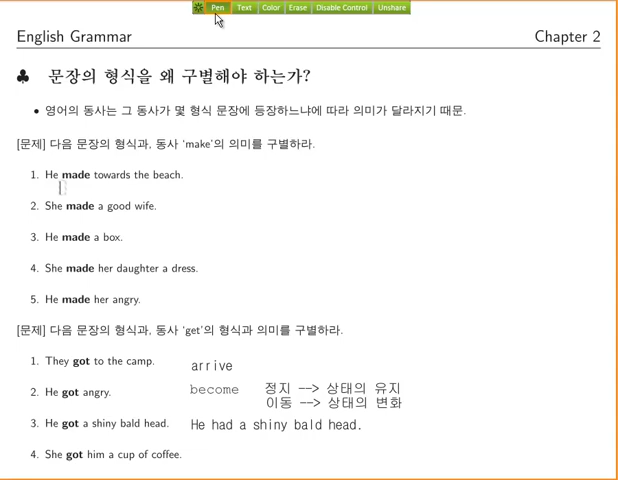 Pen Text Color Erase Disable Control Unshare
English Grammar Chapter 2
♣ 문장의 형식을 왜 구별해야 하는가?
• 영어의 동사는 그 동사가 몇 형식 문장에 등장하느냐에 따라 의미가 달라지기 때문.
[문제] 다음 문장의 형식과, 동사 ‘make’의 의미를 구별하라.
1. He made towards the beach.
2. She made a good wife.
3. He made a box.
4. She made her daughter a dress.
5. He made her angry.
[문제] 다음 문장의 형식과, 동사 ‘get’의 형식과 의미를 구별하라.
1. They got to the camp. arrive
2. He got angry. become 정지 --> 상태의 유지
이동 --> 상태의 변화
3. He got a shiny bald head. He had a shiny bald head.
4. She got him a cup of coffee.